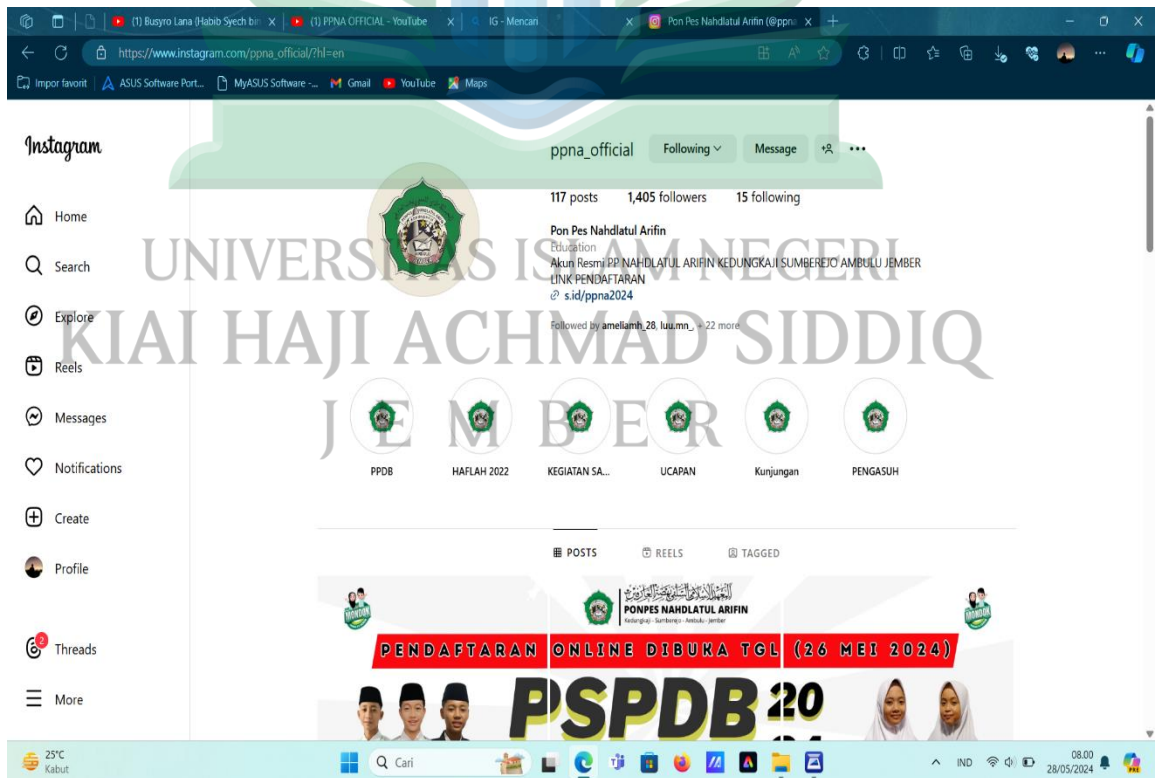 (1) Busyro Lana (Habib Syech bin
(1) PPNA OFFICIAL - YouTube
IG - Mencari
Pon Pes Nahdlatul Arifin (@ppna
https://www.instagram.com/ppna_official/?hl=en
Impor favorit
ASUS Software Port...
MyASUS Software -...
Gmail
YouTube
Maps
Instagram
Home
Search
Explore
Reels
Messages
Notifications
Create
Profile
2
Threads
More
ppna_official
Following
Message
117 posts 1,405 followers 15 following
Pon Pes Nahdlatul Arifin
Education
Akun Resmi PP NAHDLATUL ARIFIN KEDUNGKAJI SUMBEREJO AMBULU JEMBER
LINK PENDAFTARAN
s.id/ppna2024
Followed by ameliamh_28, luu.mn_, + 22 more
UNIVERSITAS ISLAM NEGERI
KIAI HAJI ACHMAD SIDDIQ
JEMBER
PPDB
HAFLAH 2022
KEGIATAN SA...
UCAPAN
Kunjungan
PENGASUH
POSTS
REELS
TAGGED
MONDOK
PONPES NAHDLATUL ARIFIN
Kedungkaji - Sumberejo - Ambulu - Jember
PENDAFTARAN ONLINE DIBUKA TGL (26 MEI 2024)
PSPDB 20
25°C
Kabut
Cari
IND
08.00
28/05/2024